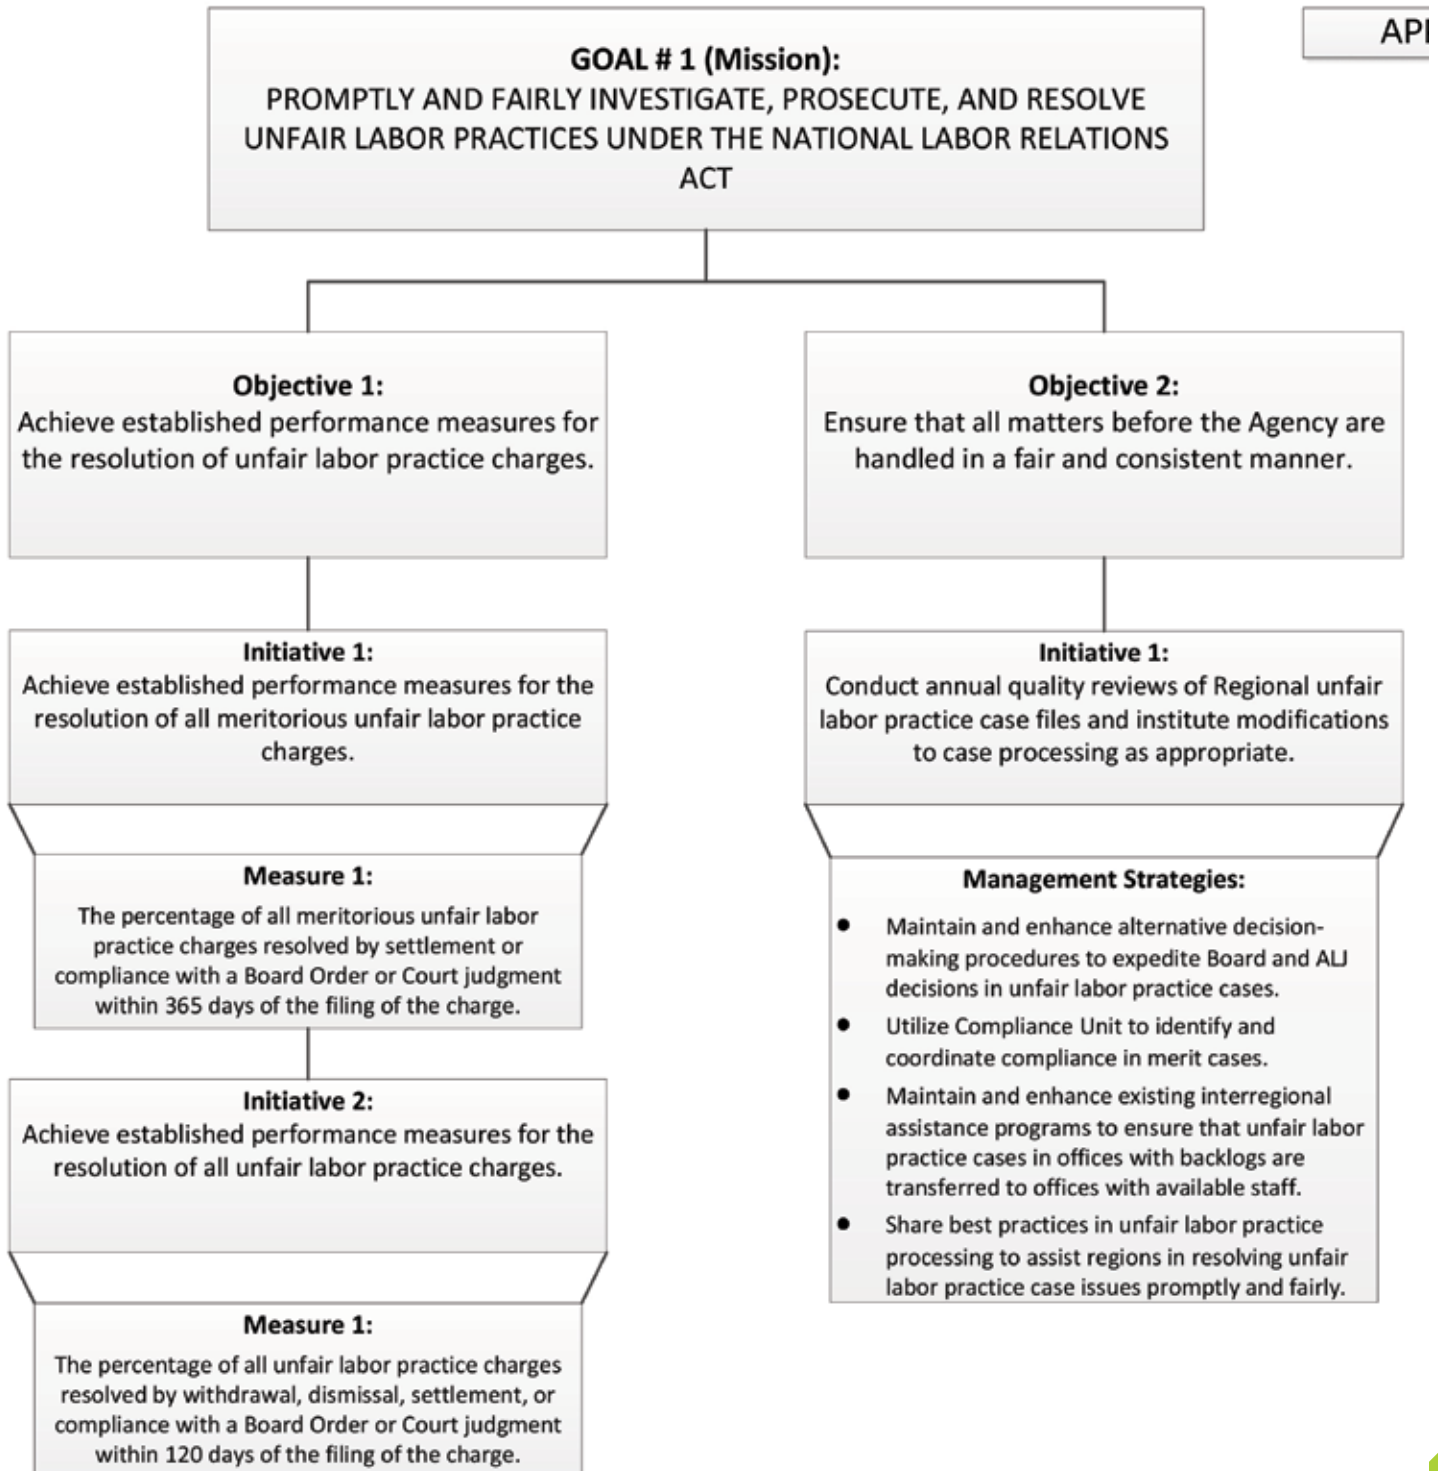 GOAL # 1 (Mission):
PROMPTLY AND FAIRLY INVESTIGATE, PROSECUTE, AND RESOLVE
UNFAIR LABOR PRACTICES UNDER THE NATIONAL LABOR RELATIONS
ACT
Objective 1:
Achieve established performance measures for
the resolution of unfair labor practice charges.
Initiative 1:
Achieve established performance measures for the
resolution of all meritorious unfair labor practice
charges.
Measure 1:
The percentage of all meritorious unfair labor
practice charges resolved by settlement or
compliance with a Board Order or Court judgment
within 365 days of the filing of the charge.
Initiative 2:
Achieve established performance measures for the
resolution of all unfair labor practice charges.
Measure 1:
The percentage of all unfair labor practice charges
resolved by withdrawal, dismissal, settlement, or
compliance with a Board Order or Court judgment
within 120 days of the filing of the charge.
Objective 2:
Ensure that all matters before the Agency are
handled in a fair and consistent manner.
Initiative 1:
Conduct annual quality reviews of Regional unfair
labor practice case files and institute modifications
to case processing as appropriate.
Management Strategies:
● Maintain and enhance alternative decision-
making procedures to expedite Board and ALJ
decisions in unfair labor practice cases.
● Utilize Compliance Unit to identify and
coordinate compliance in merit cases.
● Maintain and enhance existing interregional
assistance programs to ensure that unfair labor
practice cases in offices with backlogs are
transferred to offices with available staff.
● Share best practices in unfair labor practice
processing to assist regions in resolving unfair
labor practice case issues promptly and fairly.